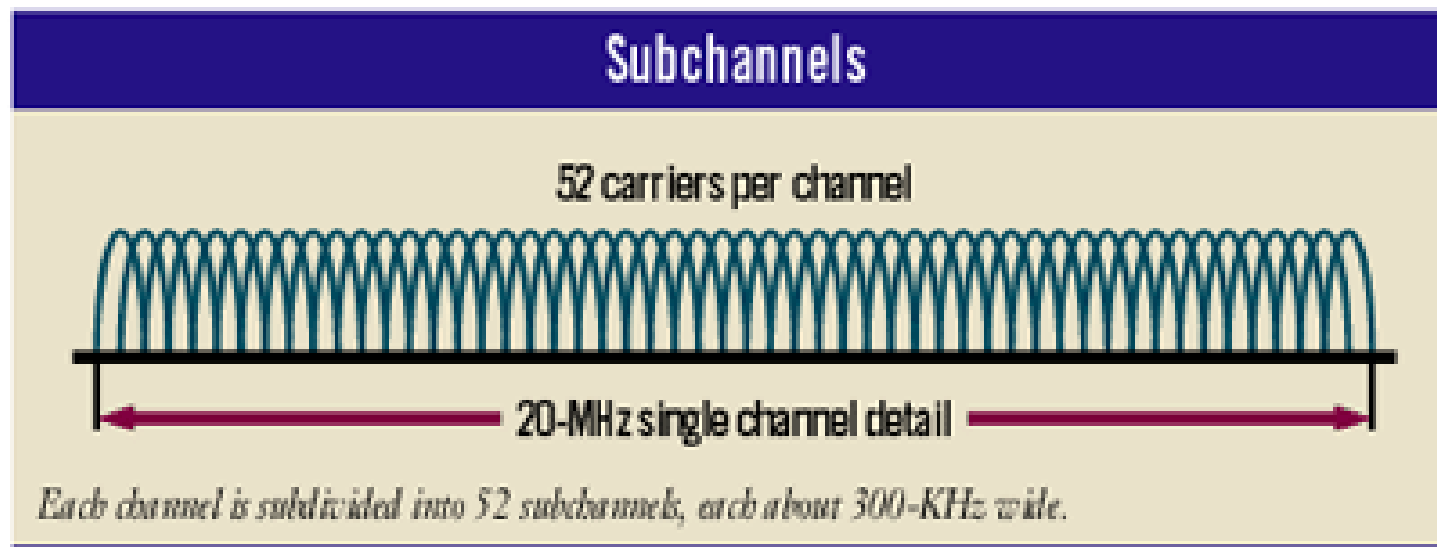 Subchannels
52 carriers per channel
20-MHz single channel detail
Each channel is subdivided into 52 subchannels, each about 300-KHz wide.